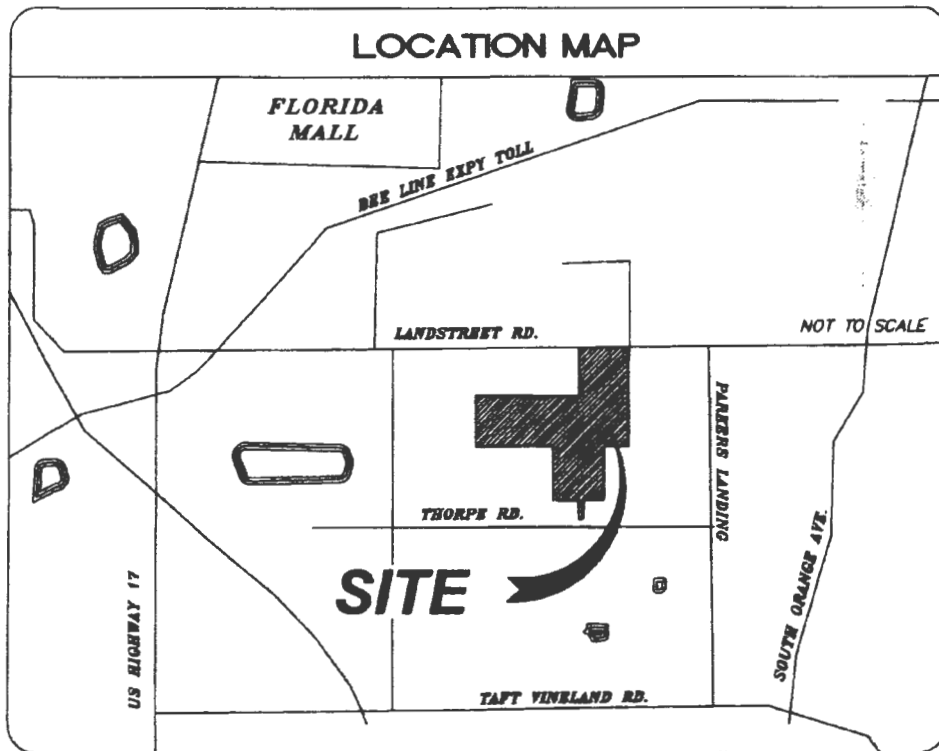 LOCATION MAP
FLORIDA
MALL
BEE LINE EXPY TOLL
LANDSTREET RD.
NOT TO SCALE
PARKERS LANDING
THORPE RD.
SITE
US HIGHWAY 17
SOUTH ORANGE AVE.
TAFT VINELAND RD.